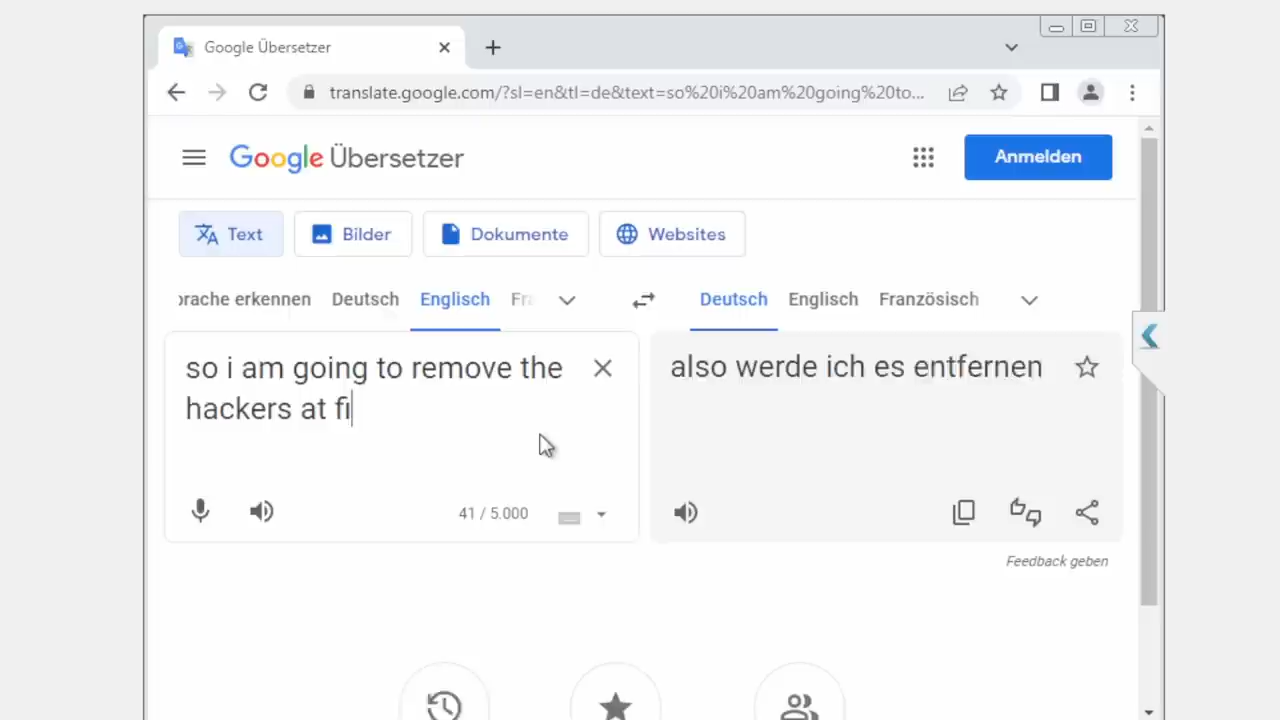 Google Übersetzer
translate.google.com/?sl=en&tl=de&text=so%20i%20am%20going%20to...
Google Übersetzer
Anmelden
Text
Bilder
Dokumente
Websites
prache erkennen
Deutsch
Englisch
Fra
Deutsch
Englisch
Französisch
so i am going to remove the
hackers at fi
also werde ich es entfernen
41 / 5.000
Feedback geben